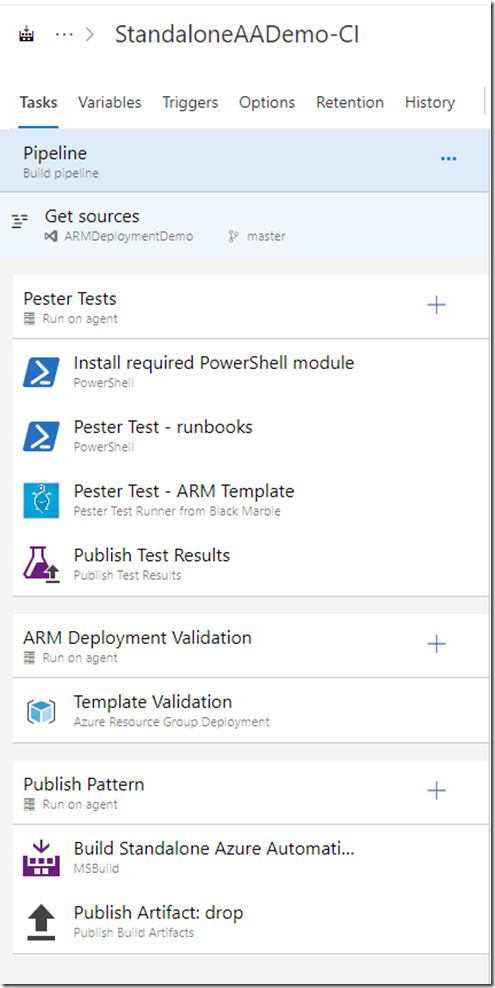 ··· > StandaloneAADemo-CI
Tasks Variables Triggers Options Retention History
Pipeline
Build pipeline
Get sources
ARMDeploymentDemo master
Pester Tests
Run on agent
Install required PowerShell module
PowerShell
Pester Test - runbooks
PowerShell
Pester Test - ARM Template
Pester Test Runner from Black Marble
Publish Test Results
Publish Test Results
ARM Deployment Validation
Run on agent
Template Validation
Azure Resource Group Deployment
Publish Pattern
Run on agent
Build Standalone Azure Automati...
MSBuild
Publish Artifact: drop
Publish Build Artifacts